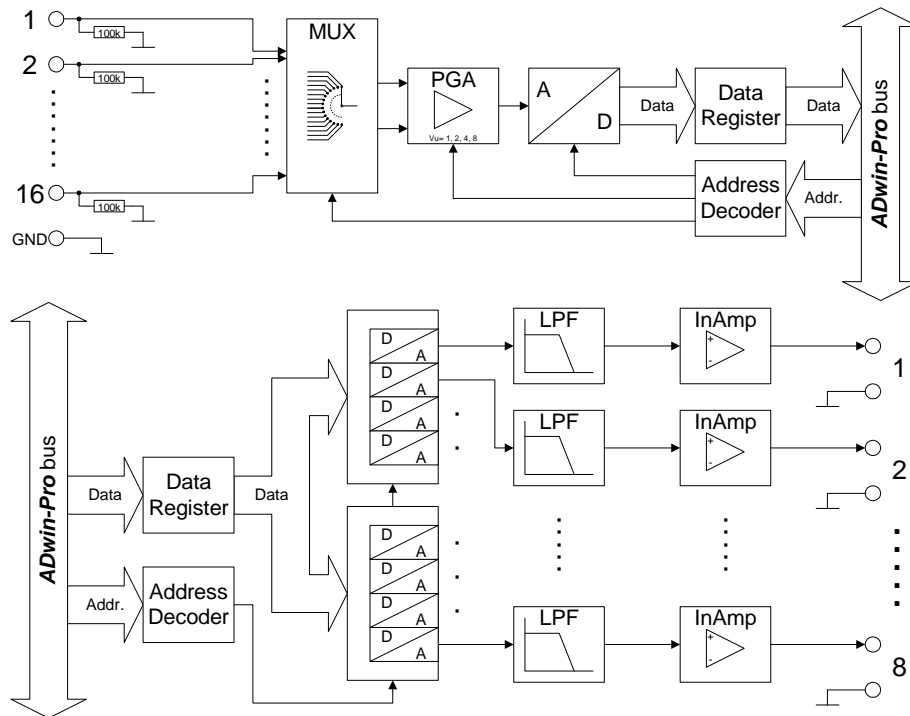 1
100k
2
100k
16
100k
GND
MUX
PGA
Vu= 1, 2, 4, 8
A
D
Data
Data
Register
Data
Address
Decoder
Addr.
ADwin-Pro bus
ADwin-Pro bus
Data
Data
Register
Data
Addr.
Address
Decoder
D
A
D
A
D
A
D
A
D
A
D
A
D
A
D
A
LPF
InAmp
+
-
1
LPF
InAmp
+
-
2
LPF
InAmp
+
-
8